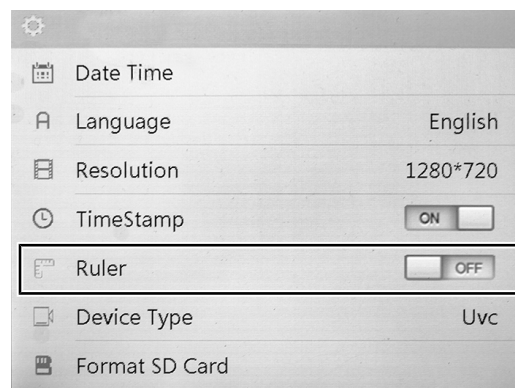 Date Time
Language English
Resolution 1280*720
TimeStamp ON
Ruler OFF
Device Type Uvc
Format SD Card